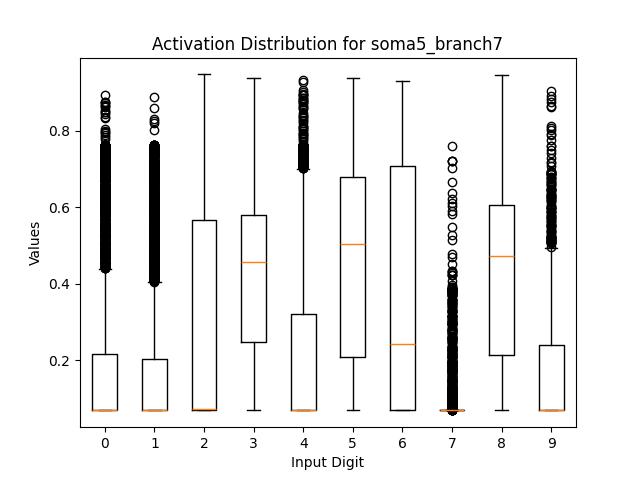 Activation Distribution for soma5_branch7
Values
0.8
0.6
0.4
0.2
0 1 2 3 4 5 6 7 8 9
Input Digit